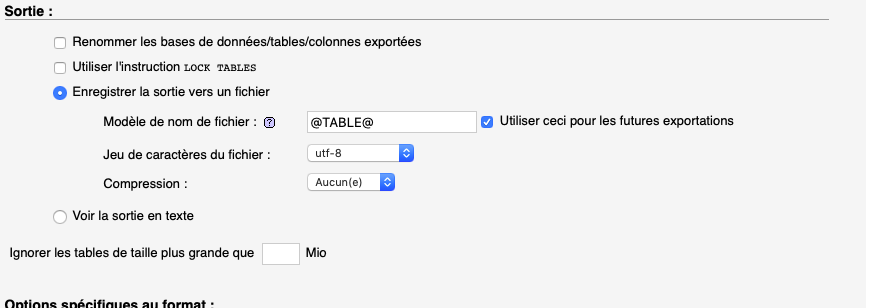 Sortie :
Renommer les bases de données/tables/colonnes exportées
Utiliser l'instruction LOCK TABLES
Enregistrer la sortie vers un fichier
Modèle de nom de fichier : @TABLE@ Utiliser ceci pour les futures exportations
Jeu de caractères du fichier : utf-8
Compression : Aucun(e)
Voir la sortie en texte
Ignorer les tables de taille plus grande que Mio
Options spécifiques au format :